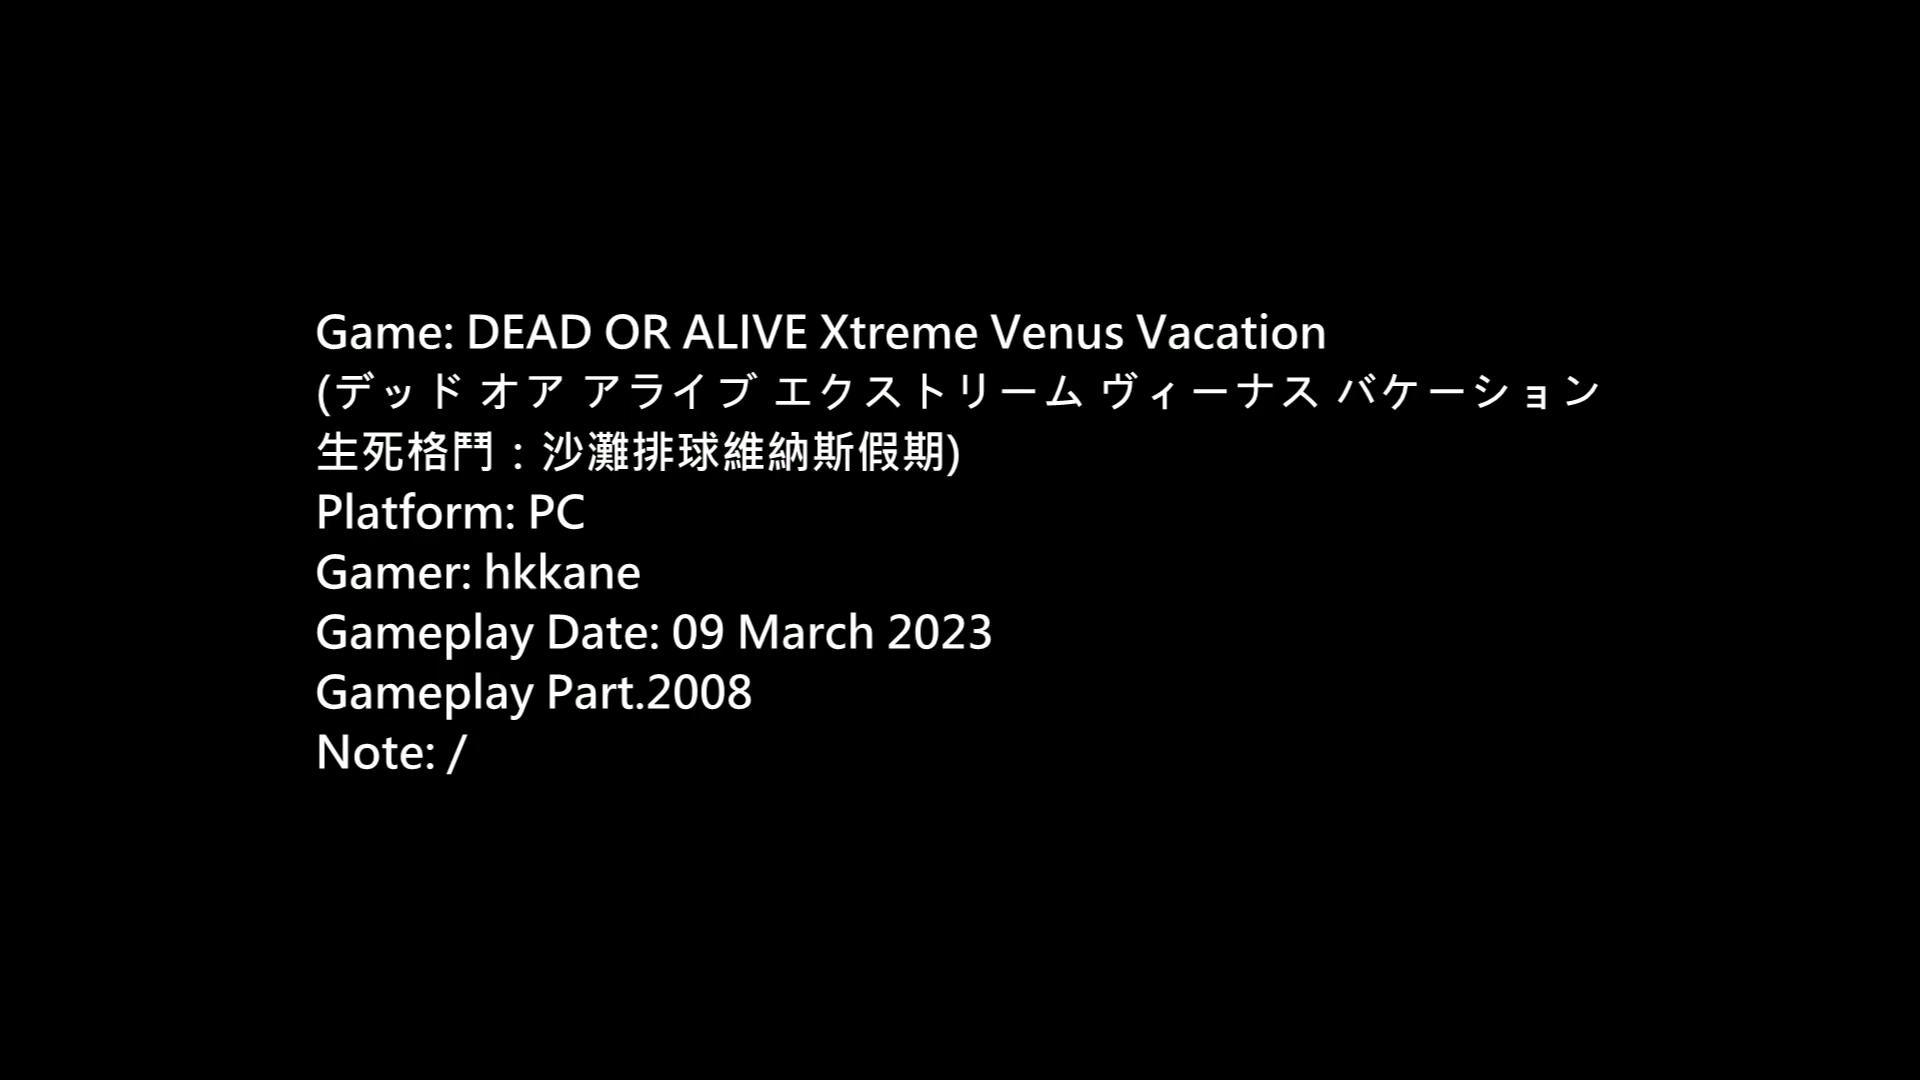 Game: DEAD OR ALIVE Xtreme Venus Vacation
(デッド オア アライブ エクストリーム ヴィーナス バケーション
生死格鬥：沙灘排球維納斯假期)
Platform: PC
Gamer: hkkane
Gameplay Date: 09 March 2023
Gameplay Part.2008
Note: /